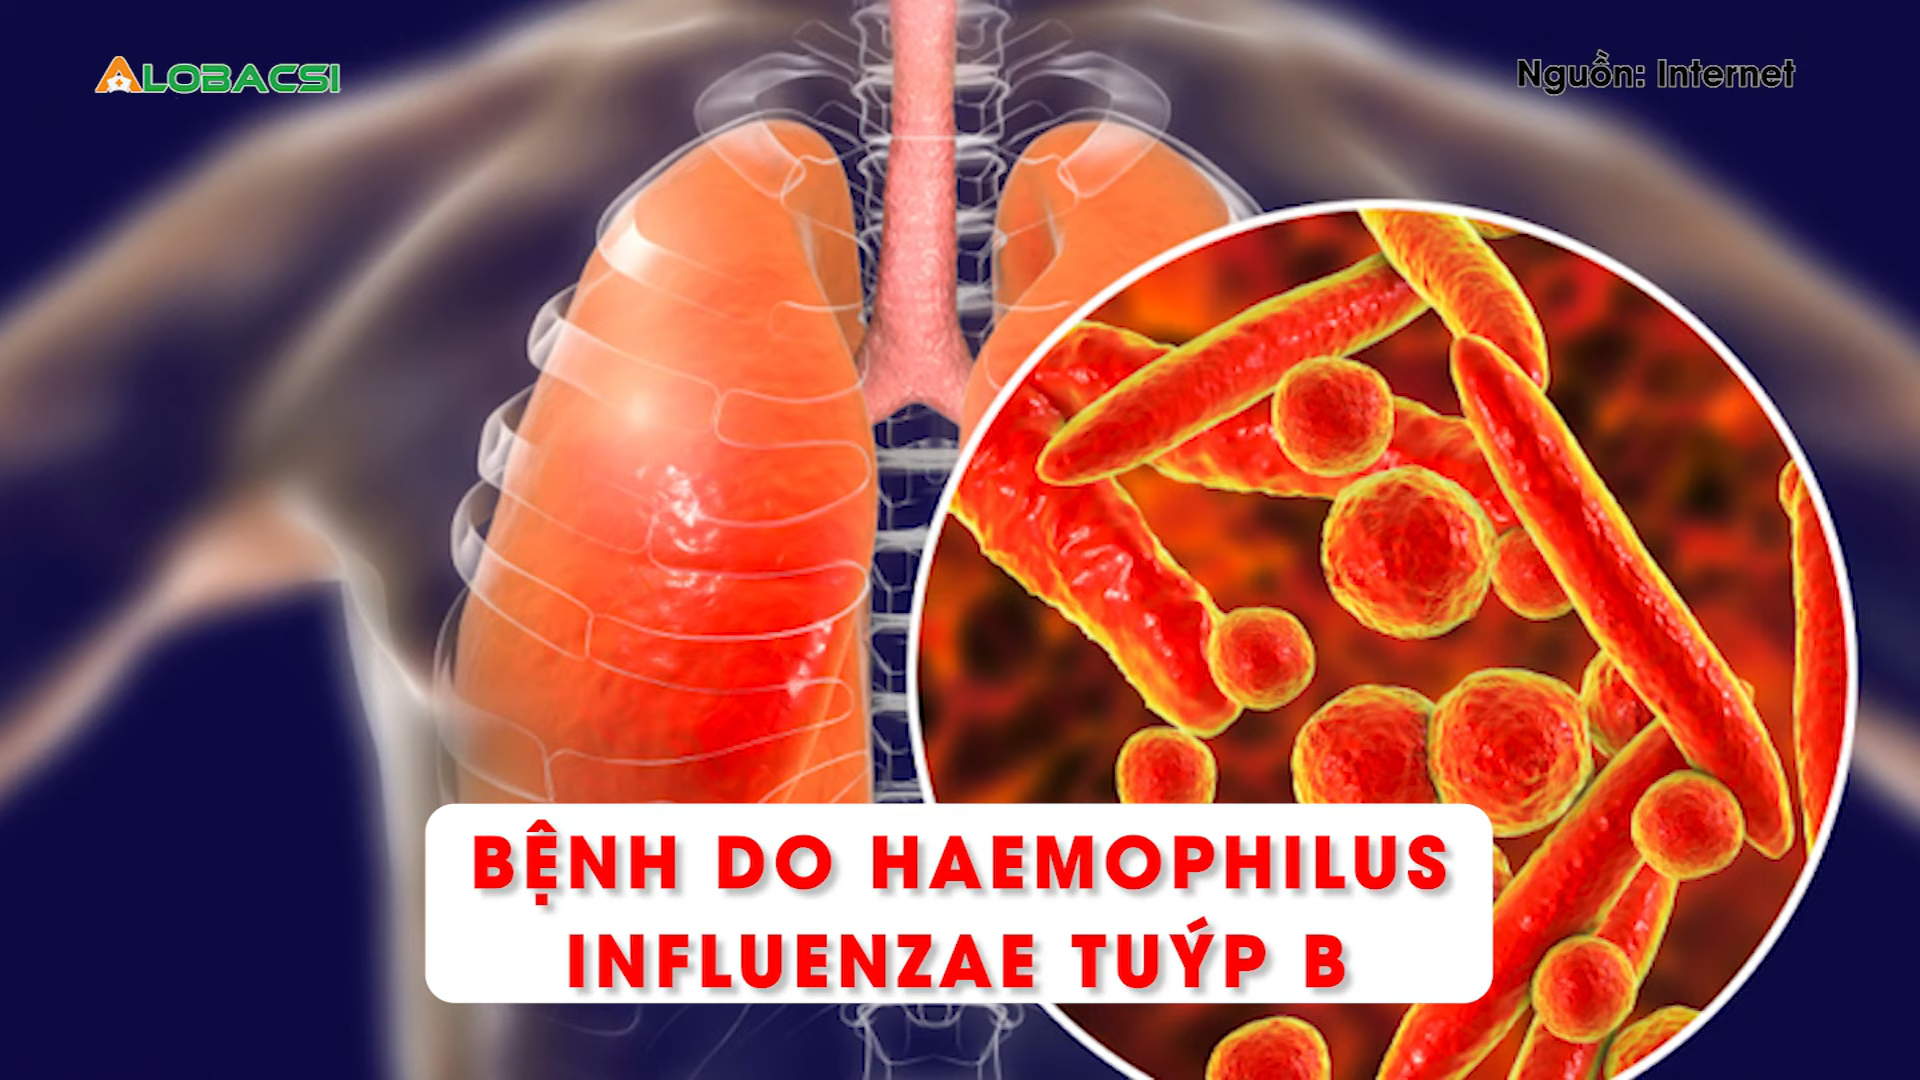 ALOBACSI
Nguồn: Internet
BỆNH DO HAEMOPHILUS
INFLUENZAE TUÝP B